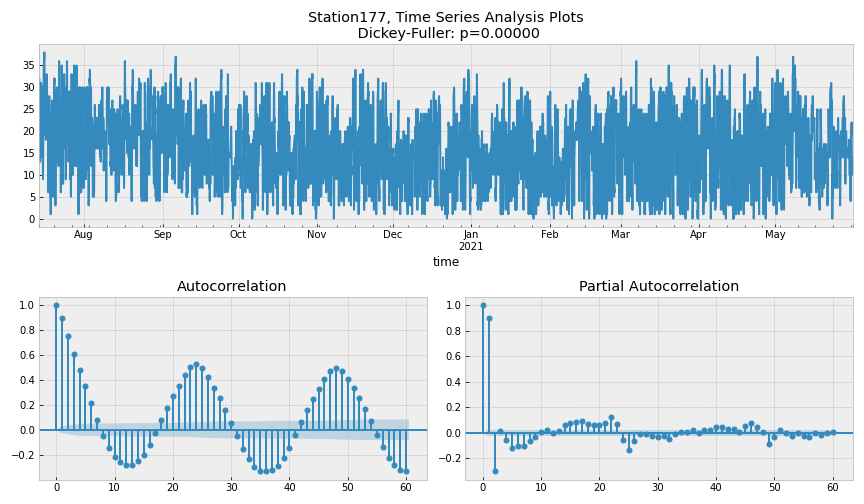 Station177, Time Series Analysis Plots
Dickey-Fuller: p=0.00000
35
30
25
20
15
10
5
0
Aug Sep Oct Nov Dec Jan Feb Mar Apr May
2021
time
Autocorrelation
1.0
0.8
0.6
0.4
0.2
0.0
−0.2
0 10 20 30 40 50 60
Partial Autocorrelation
1.0
0.8
0.6
0.4
0.2
0.0
−0.2
0 10 20 30 40 50 60